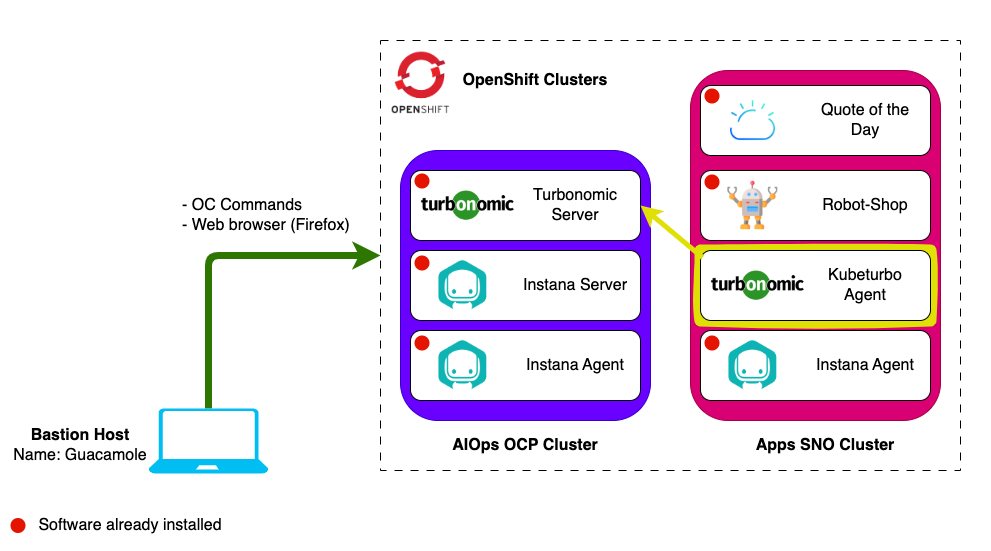 OPENSHIFT
OpenShift Clusters
Quote of the
Day
Robot-Shop
turbonomic
Kubeturbo
Agent
Instana Agent
Apps SNO Cluster
turbonomic
Turbonomic
Server
Instana Server
Instana Agent
AIOps OCP Cluster
- OC Commands
- Web browser (Firefox)
Bastion Host
Name: Guacamole
Software already installed